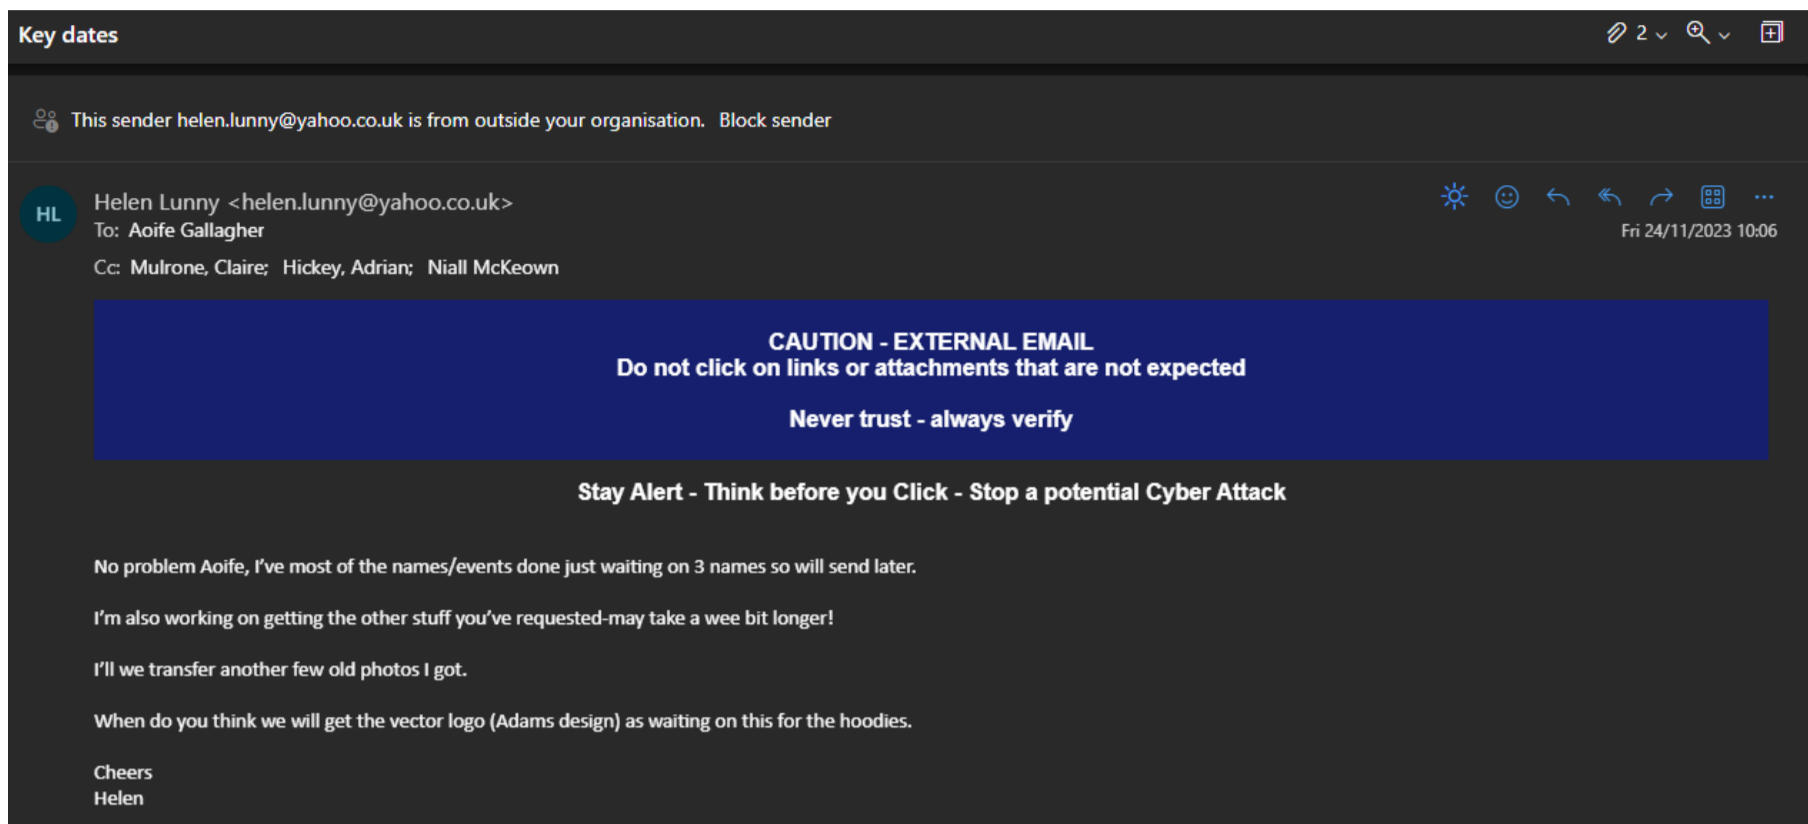 Key dates
2
This sender helen.lunny@yahoo.co.uk is from outside your organisation. Block sender
HL
Helen Lunny <helen.lunny@yahoo.co.uk>
To: Aoife Gallagher
Fri 24/11/2023 10:06
Cc: Mulrone, Claire; Hickey, Adrian; Niall McKeown
CAUTION - EXTERNAL EMAIL
Do not click on links or attachments that are not expected
Never trust - always verify
Stay Alert - Think before you Click - Stop a potential Cyber Attack
No problem Aoife, I've most of the names/events done just waiting on 3 names so will send later.
I'm also working on getting the other stuff you've requested-may take a wee bit longer!
I'll we transfer another few old photos I got.
When do you think we will get the vector logo (Adams design) as waiting on this for the hoodies.
Cheers
Helen